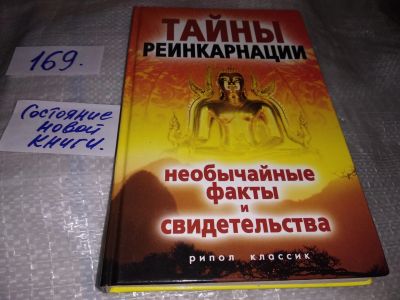 169.
Состояние
новой
книги.
ТАЙНЫ
РЕИНКАРНАЦИИ
необычайные
факты
и
свидетельства
РИПОЛ КЛАССИК